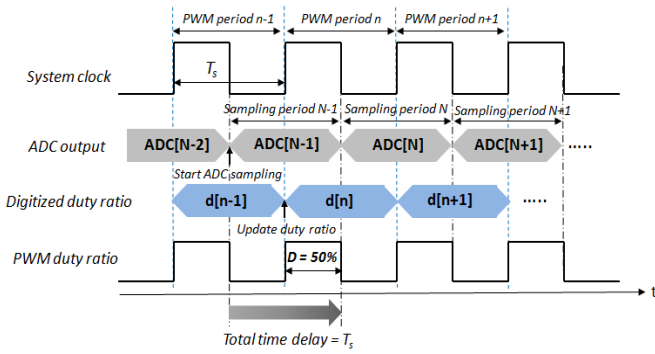 PWM period n-1 PWM period n PWM period n+1
System clock
Ts
Sampling period N-1 Sampling period N Sampling period N+1
ADC output ADC[N-2] ADC[N-1] ADC[N] ADC[N+1] .....
Start ADC sampling
Digitized duty ratio d[n-1] d[n] d[n+1] .....
Update duty ratio
PWM duty ratio D = 50%
t
Total time delay = Ts